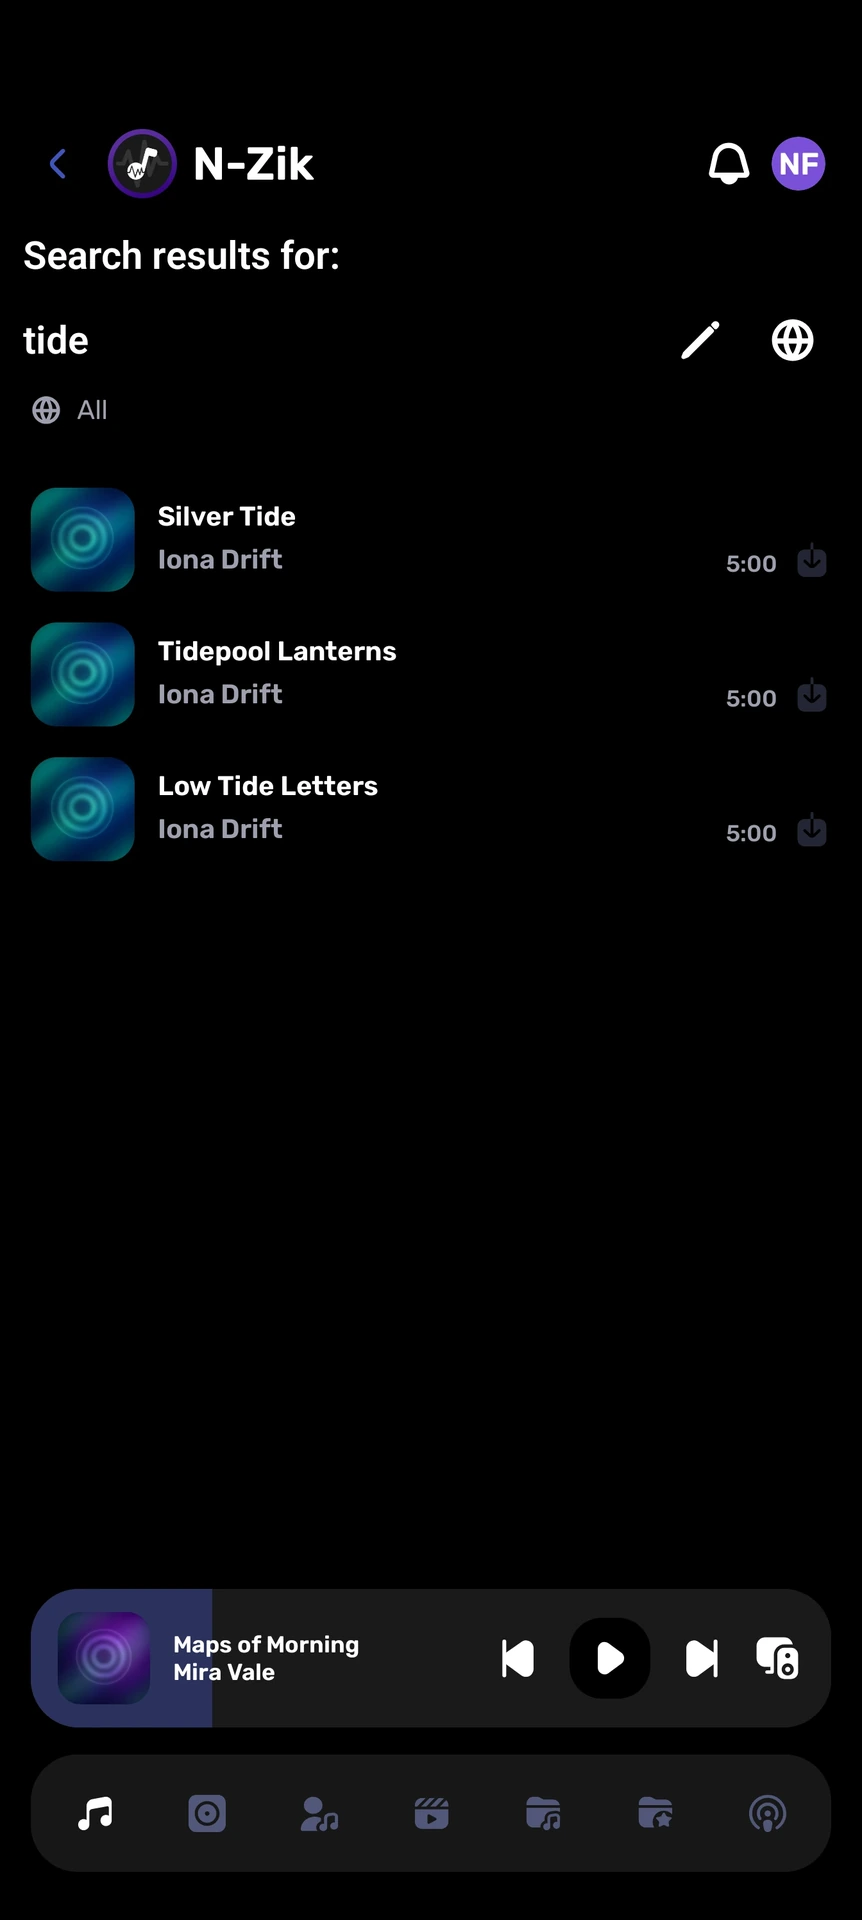 N-Zik
NF
Search results for:
tide
All
Silver Tide
Iona Drift
5:00
Tidepool Lanterns
Iona Drift
5:00
Low Tide Letters
Iona Drift
5:00
Maps of Morning
Mira Vale